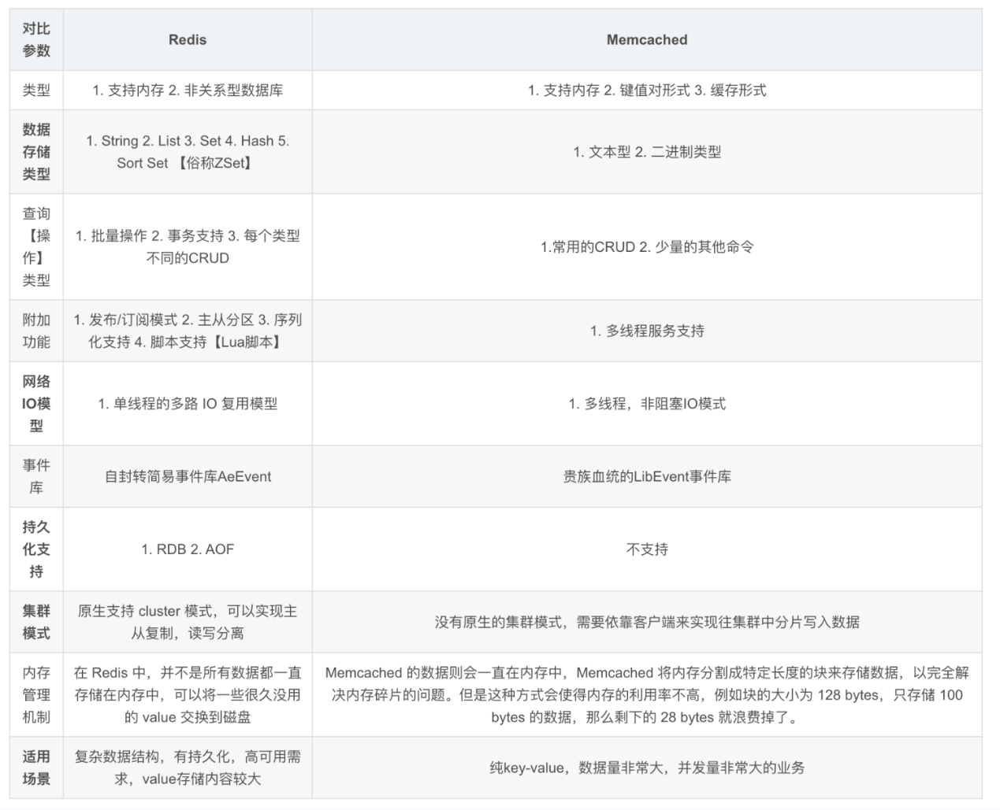 对比
参数
Redis
Memcached
类型
1. 支持内存 2. 非关系型数据库
1. 支持内存 2. 键值对形式 3. 缓存形式
数据
存储
类型
1. String 2. List 3. Set 4. Hash 5.
Sort Set 【俗称ZSet】
1. 文本型 2. 二进制类型
查询
【操
作】
类型
1. 批量操作 2. 事务支持 3. 每个类型
不同的CRUD
1.常用的CRUD 2. 少量的其他命令
附加
功能
1. 发布/订阅模式 2. 主从分区 3. 序列
化支持 4. 脚本支持【Lua脚本】
1. 多线程服务支持
网络
IO模
型
1. 单线程的多路 IO 复用模型
1. 多线程，非阻塞IO模式
事件
库
自封转简易事件库AeEvent
贵族血统的LibEvent事件库
持久
化支
持
1. RDB 2. AOF
不支持
集群
模式
原生支持 cluster 模式，可以实现主
从复制，读写分离
没有原生的集群模式，需要依靠客户端来实现往集群中分片写入数据
内存
管理
机制
在 Redis 中，并不是所有数据都一直
存储在内存中，可以将一些很久没用
的 value 交换到磁盘
Memcached 的数据则会一直在内存中，Memcached 将内存分割成特定长度的块来存储数据，以完全解
决内存碎片的问题。但是这种方式会使得内存的利用率不高，例如块的大小为 128 bytes，只存储 100
bytes 的数据，那么剩下的 28 bytes 就浪费掉了。
适用
场景
复杂数据结构，有持久化，高可用需
求，value存储内容较大
纯key-value，数据量非常大，并发量非常大的业务